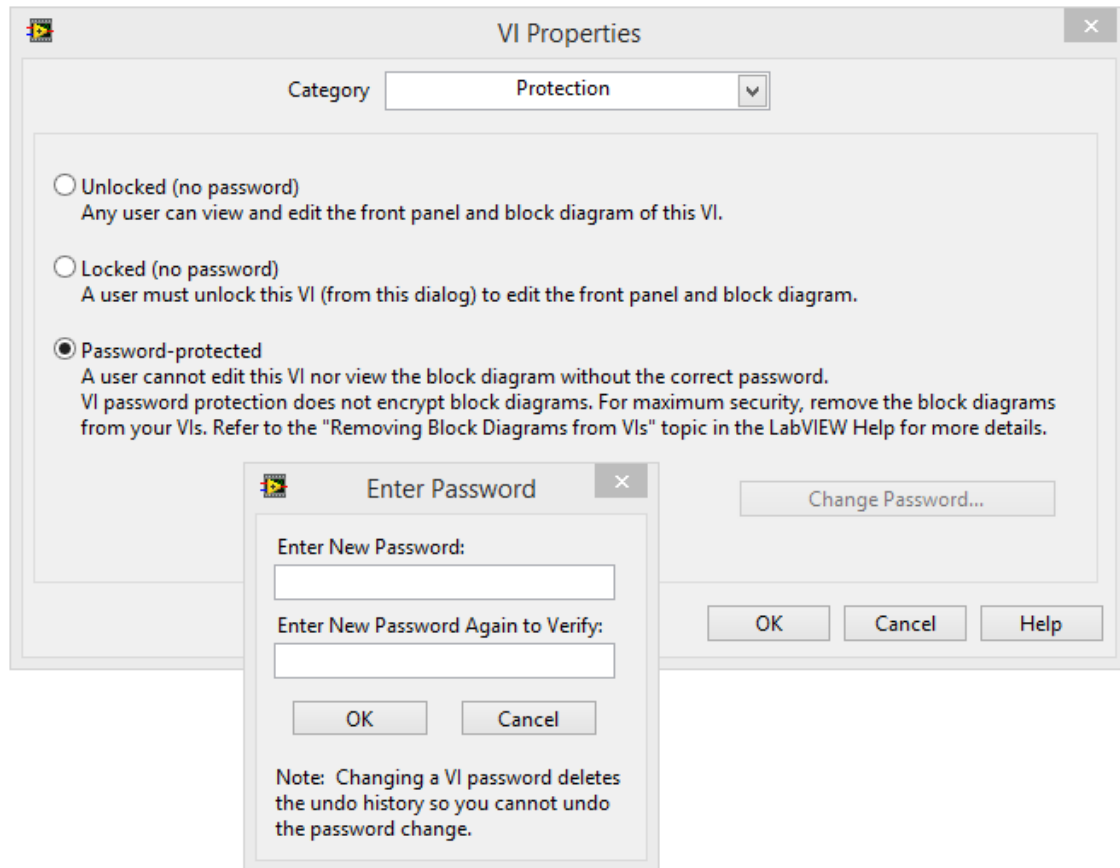 VI Properties
Category
Protection
Unlocked (no password)
Any user can view and edit the front panel and block diagram of this VI.
Locked (no password)
A user must unlock this VI (from this dialog) to edit the front panel and block diagram.
Password-protected
A user cannot edit this VI nor view the block diagram without the correct password.
VI password protection does not encrypt block diagrams. For maximum security, remove the block diagrams
from your VIs. Refer to the "Removing Block Diagrams from VIs" topic in the LabVIEW Help for more details.
Change Password...
OK
Cancel
Help
Enter Password
Enter New Password:
Enter New Password Again to Verify:
OK
Cancel
Note:  Changing a VI password deletes
the undo history so you cannot undo
the password change.